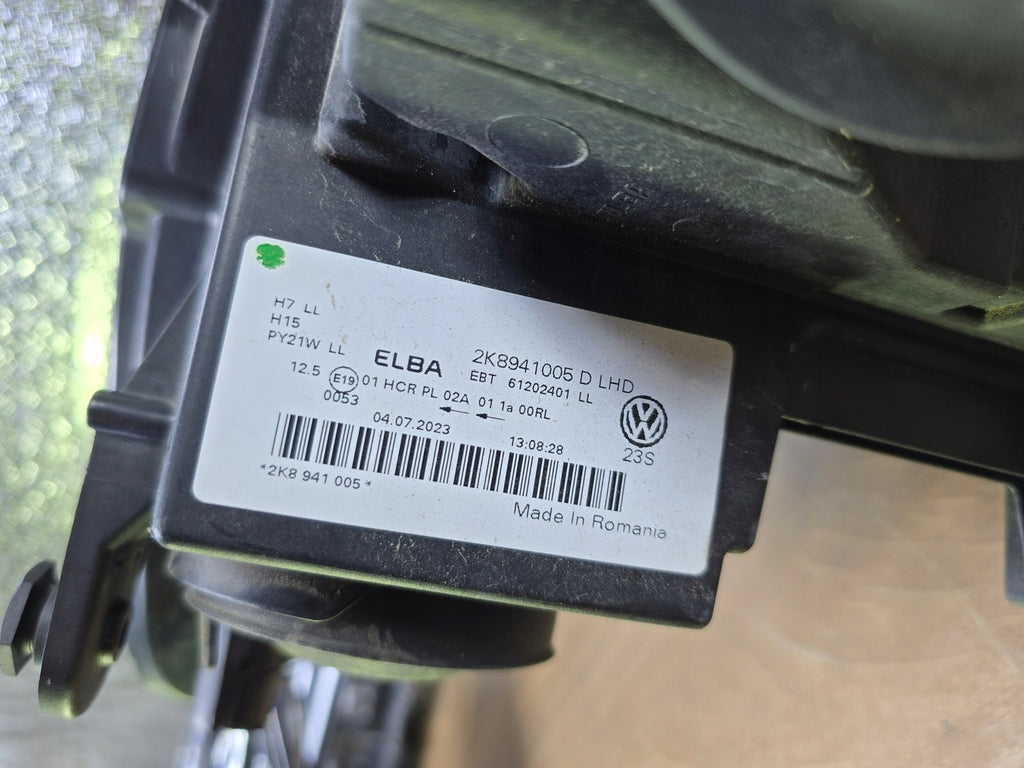 H7 LL
H15
PY21W LL
ELBA
2K8941005 D LHD
EBT 61202401 LL
12.5 E19 01 HCR PL 02A 01 1a 00RL
0053
04.07.2023 13:08:28
23S
*2K8 941 005*
Made In Romania